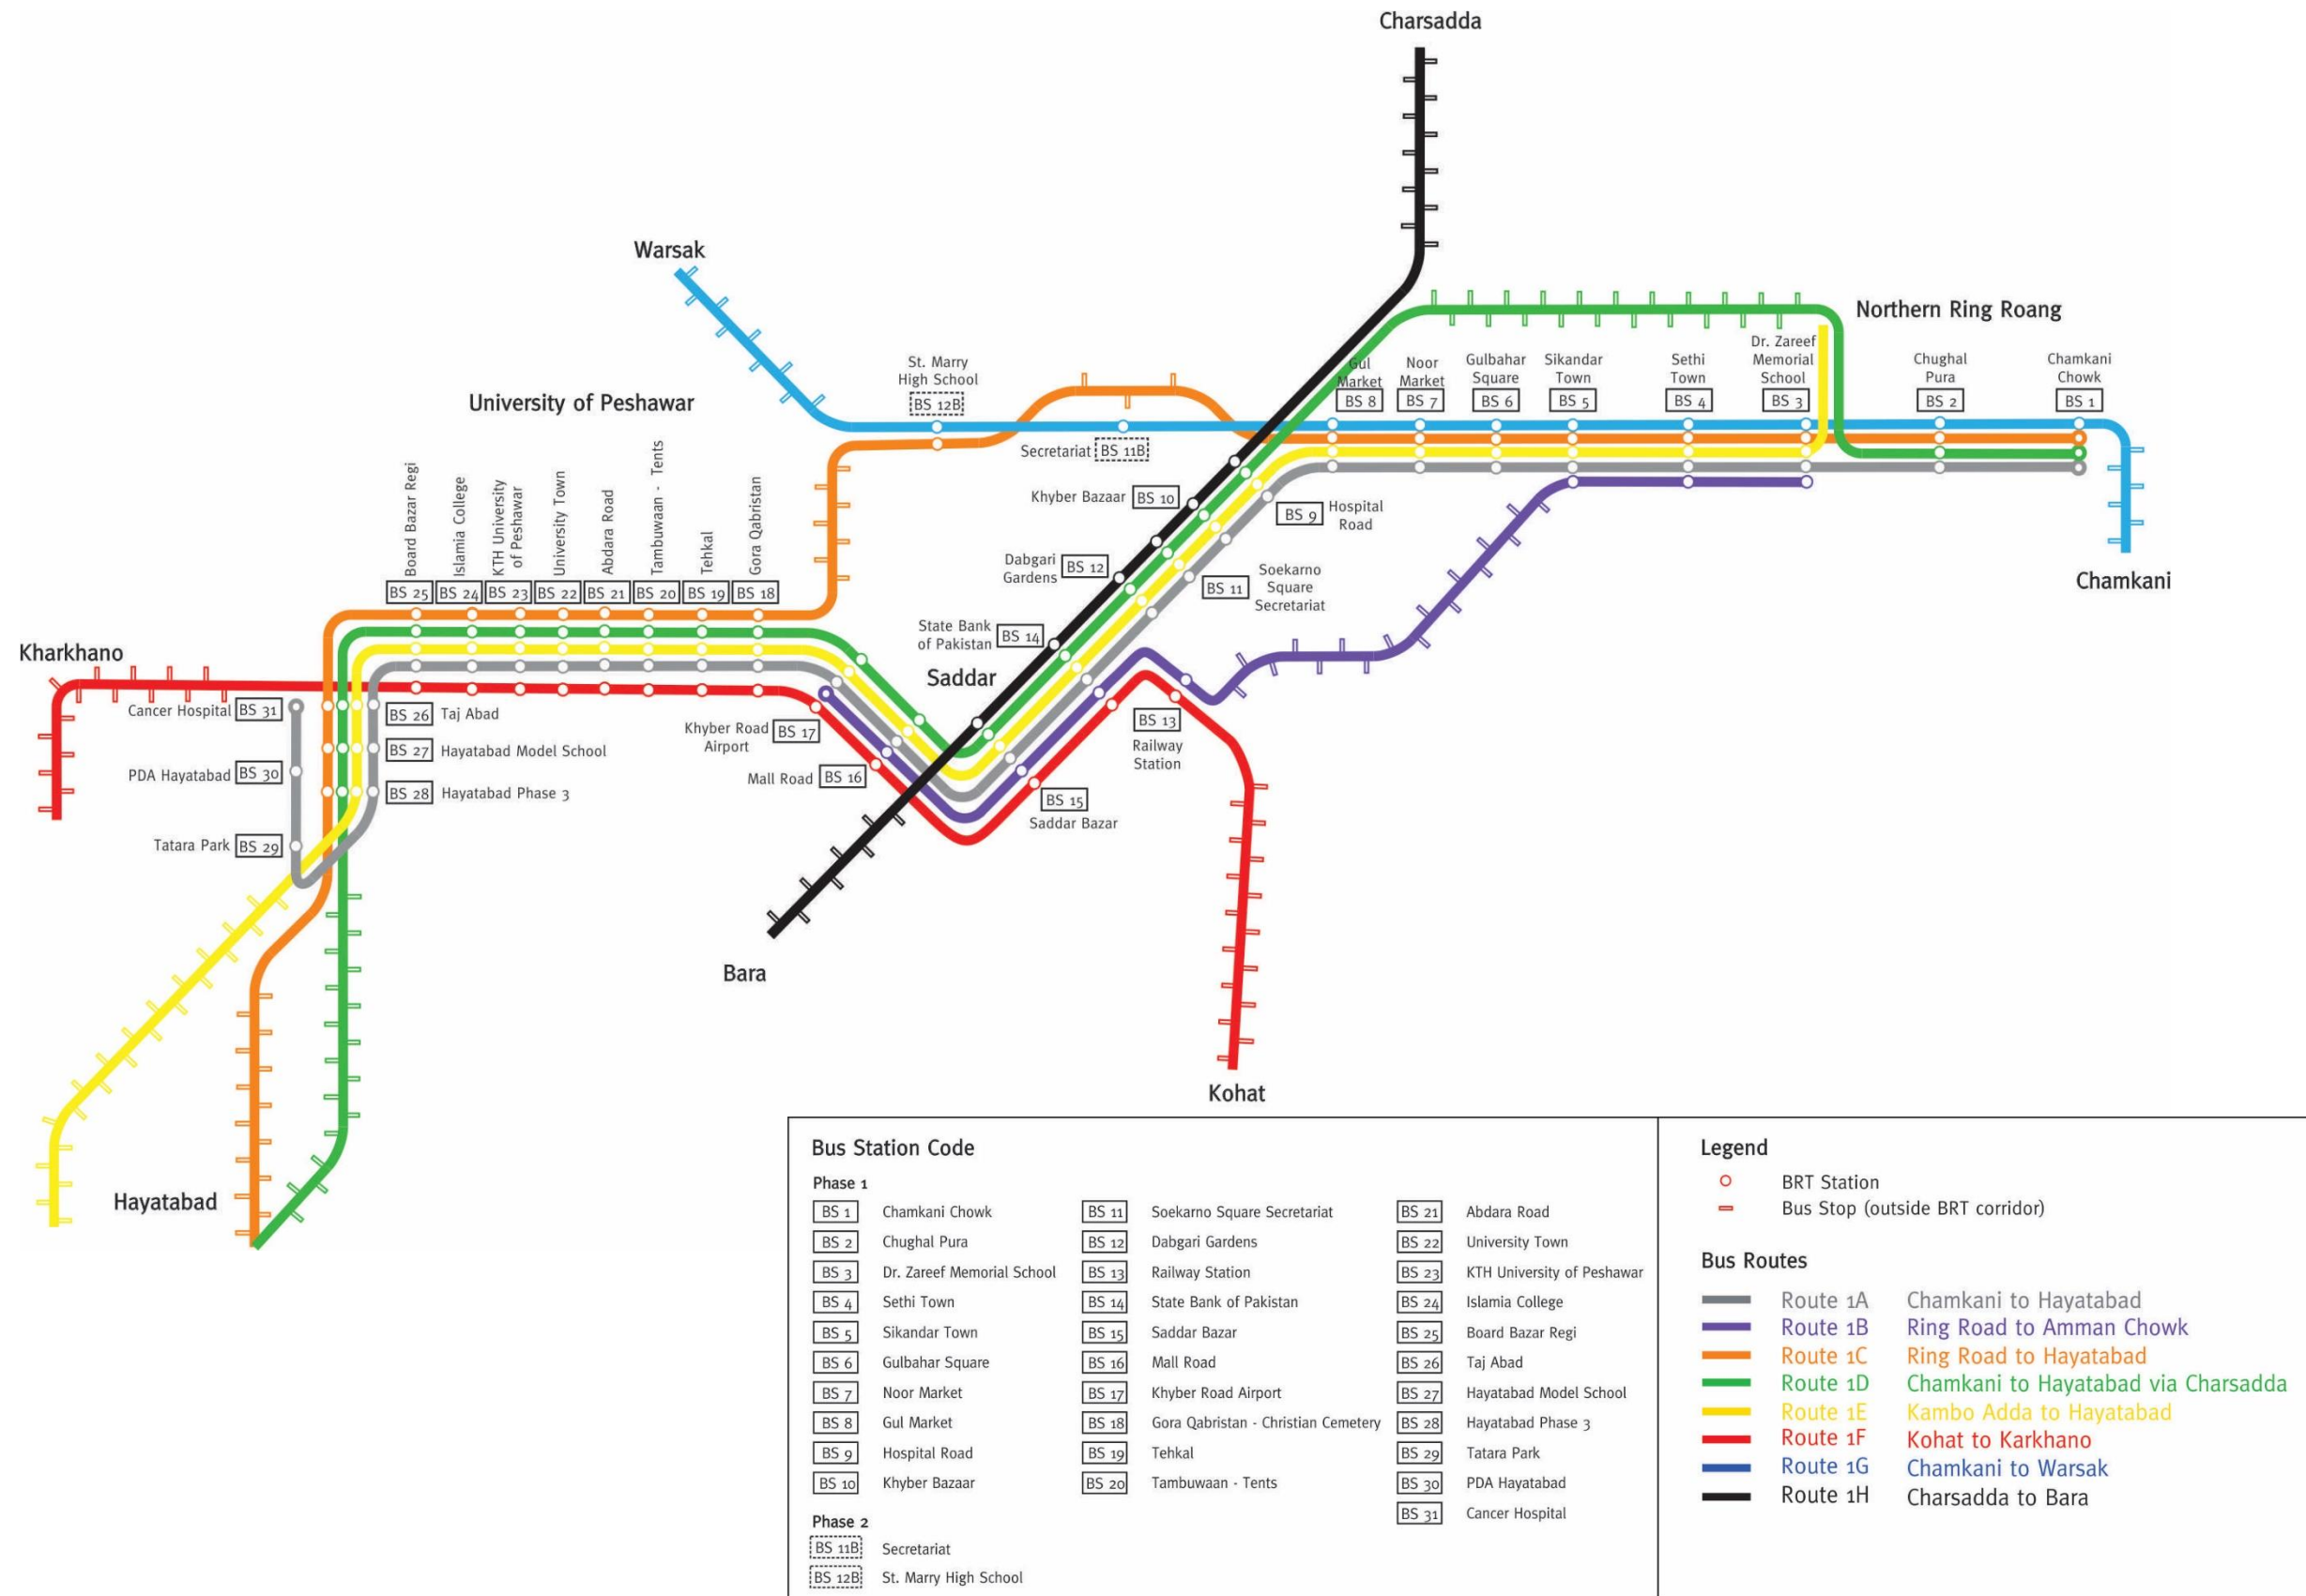 Charsadda
Warsak
Northern Ring Roang
Dr. Zareef
Memorial
School
BS 3
St. Marry
High School
BS 12B
Gul
Market
BS 8
Noor
Market
BS 7
Gulbahar
Square
BS 6
Sikandar
Town
BS 5
Sethi
Town
BS 4
Chughal
Pura
BS 2
Chamkani
Chowk
BS 1
University of Peshawar
Secretariat BS 11B
Khyber Bazaar BS 10
BS 9 Hospital
Road
Dabgari
Gardens
BS 12
BS 11
Soekarno
Square
Secretariat
Chamkani
Board Bazar Regi
BS 25
Islamia College
BS 24
KTH University
of Peshawar
BS 23
University Town
BS 22
Abdara Road
BS 21
Tambuwaan - Tents
BS 20
Tehkal
BS 19
Gora Qabristan
BS 18
State Bank
of Pakistan
BS 14
Saddar
Kharkhano
Cancer Hospital BS 31
BS 26 Taj Abad
Khyber Road
Airport
BS 17
BS 13
Railway
Station
BS 27 Hayatabad Model School
PDA Hayatabad BS 30
Mall Road BS 16
BS 28 Hayatabad Phase 3
BS 15
Saddar Bazar
Tatara Park BS 29
Bara
Kohat
Hayatabad
Bus Station Code
Phase 1
BS 1 Chamkani Chowk
BS 2 Chughal Pura
BS 3 Dr. Zareef Memorial School
BS 4 Sethi Town
BS 5 Sikandar Town
BS 6 Gulbahar Square
BS 7 Noor Market
BS 8 Gul Market
BS 9 Hospital Road
BS 10 Khyber Bazaar
BS 11 Soekarno Square Secretariat
BS 12 Dabgari Gardens
BS 13 Railway Station
BS 14 State Bank of Pakistan
BS 15 Saddar Bazar
BS 16 Mall Road
BS 17 Khyber Road Airport
BS 18 Gora Qabristan - Christian Cemetery
BS 19 Tehkal
BS 20 Tambuwaan - Tents
BS 21 Abdara Road
BS 22 University Town
BS 23 KTH University of Peshawar
BS 24 Islamia College
BS 25 Board Bazar Regi
BS 26 Taj Abad
BS 27 Hayatabad Model School
BS 28 Hayatabad Phase 3
BS 29 Tatara Park
BS 30 PDA Hayatabad
BS 31 Cancer Hospital
Phase 2
BS 11B Secretariat
BS 12B St. Marry High School
Legend
BRT Station
Bus Stop (outside BRT corridor)
Bus Routes
Route 1A Chamkani to Hayatabad
Route 1B Ring Road to Amman Chowk
Route 1C Ring Road to Hayatabad
Route 1D Chamkani to Hayatabad via Charsadda
Route 1E Kambo Adda to Hayatabad
Route 1F Kohat to Karkhano
Route 1G Chamkani to Warsak
Route 1H Charsadda to Bara